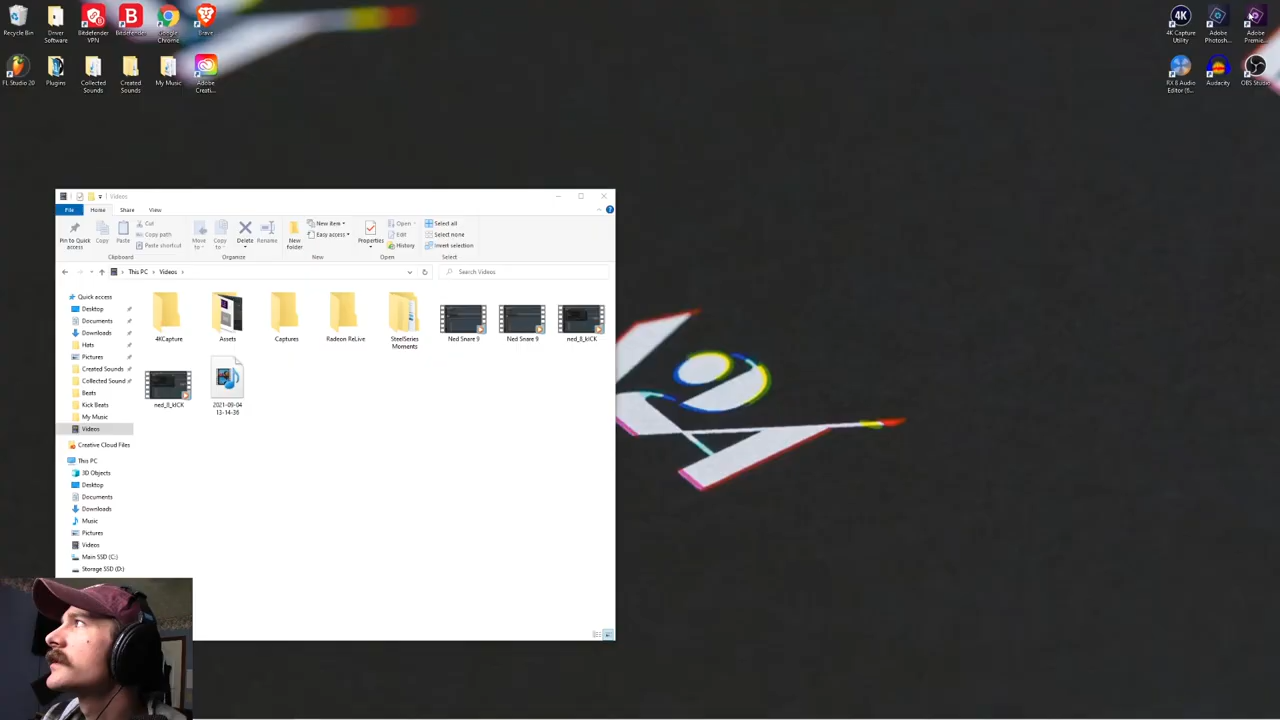 Recycle Bin
Driver
Software
Bitdefender
VPN
Bitdefender
Google
Chrome
Brave
4K Capture
Utility
Adobe
Photosh...
Adobe
Premie...
FL Studio 20
Plugins
Collected
Sounds
Created
Sounds
My Music
Adobe
Creati...
RX 8 Audio
Editor (6...
Audacity
OBS Studio
Videos
File
Home
Share
View
Pin to Quick
access
Copy
Paste
Cut
Copy path
Paste shortcut
Move
to
Copy
to
Delete
Rename
New
folder
New item
Easy access
Properties
Open
Edit
History
Select all
Select none
Invert selection
Clipboard
Organize
New
Open
Select
This PC
Videos
Search Videos
Quick access
Desktop
Documents
Downloads
Hats
Pictures
Created Sounds
Collected Sound
Beats
Kick Beats
My Music
Videos
Creative Cloud Files
This PC
3D Objects
Desktop
Documents
Downloads
Music
Pictures
Videos
Main SSD (C:)
Storage SSD (D:)
4KCapture
Assets
Captures
Radeon ReLive
SteelSeries
Moments
Ned Snare 9
Ned Snare 9
ned_8_kICK
ned_8_kICK
2021-09-04
13-14-36